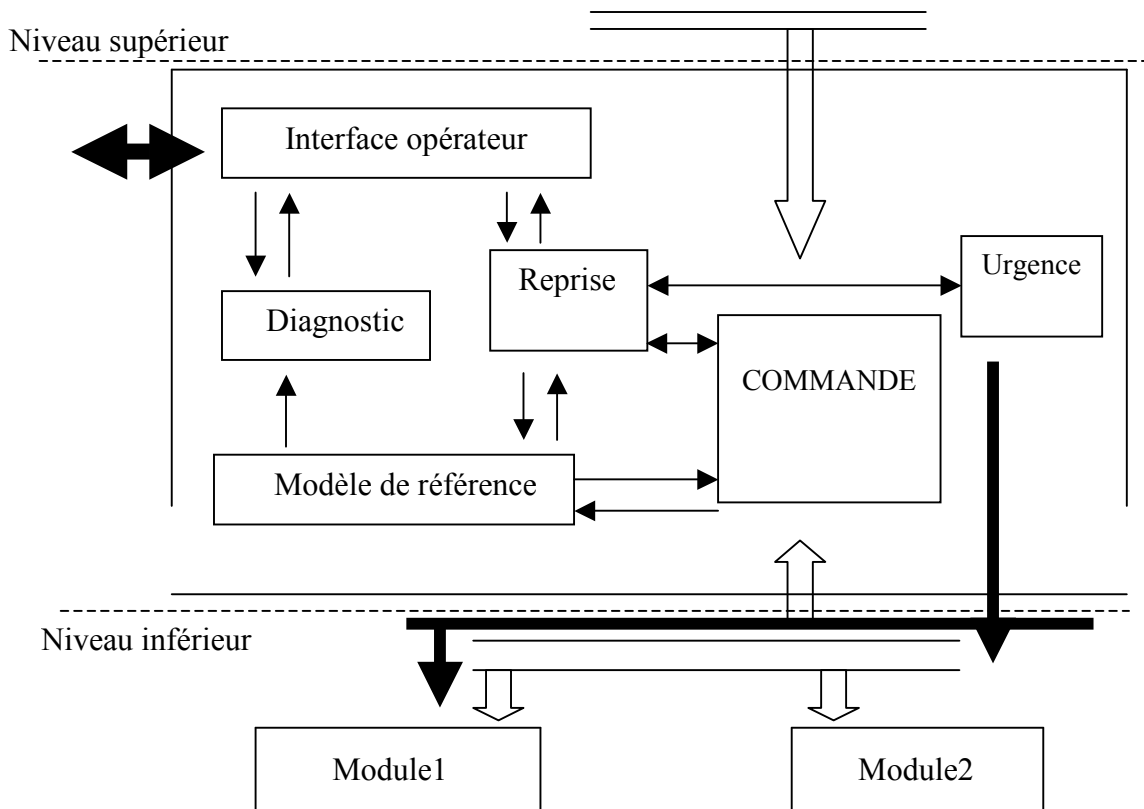 Niveau supérieur
Interface opérateur
Urgence
Reprise
Diagnostic
COMMANDE
Modèle de référence
Niveau inférieur
Module1
Module2